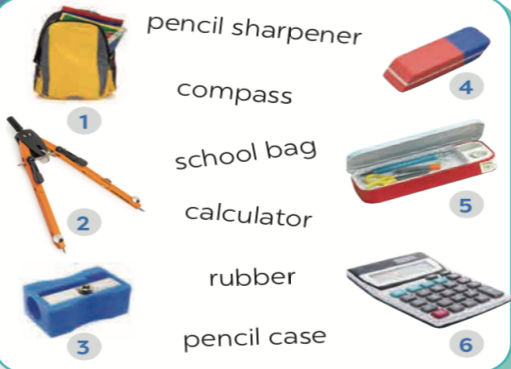 pencil sharpener
4
compass
1
school bag
2
5
calculator
rubber
3
pencil case
6